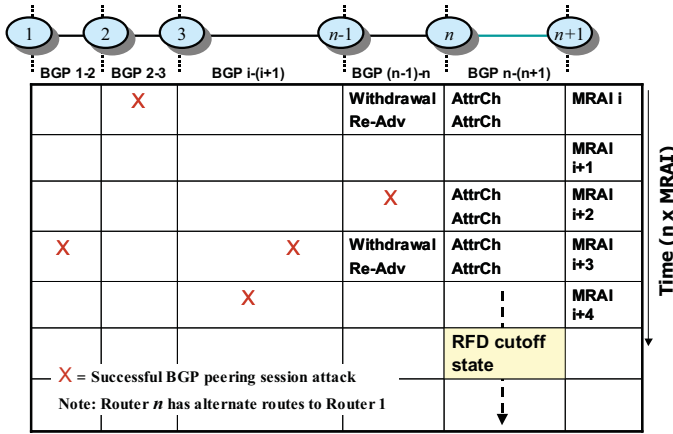 1 2 3 n-1 n n+1
BGP 1-2 BGP 2-3 BGP i-(i+1) BGP (n-1)-n BGP n-(n+1)
X Withdrawal AttrCh MRAI i
Re-Adv AttrCh
MRAI
i+1
X AttrCh MRAI
AttrCh i+2
X X Withdrawal AttrCh MRAI
Re-Adv AttrCh i+3
X MRAI
i+4
RFD cutoff
state
X = Successful BGP peering session attack
Note: Router n has alternate routes to Router 1
Time (n x MRAI)